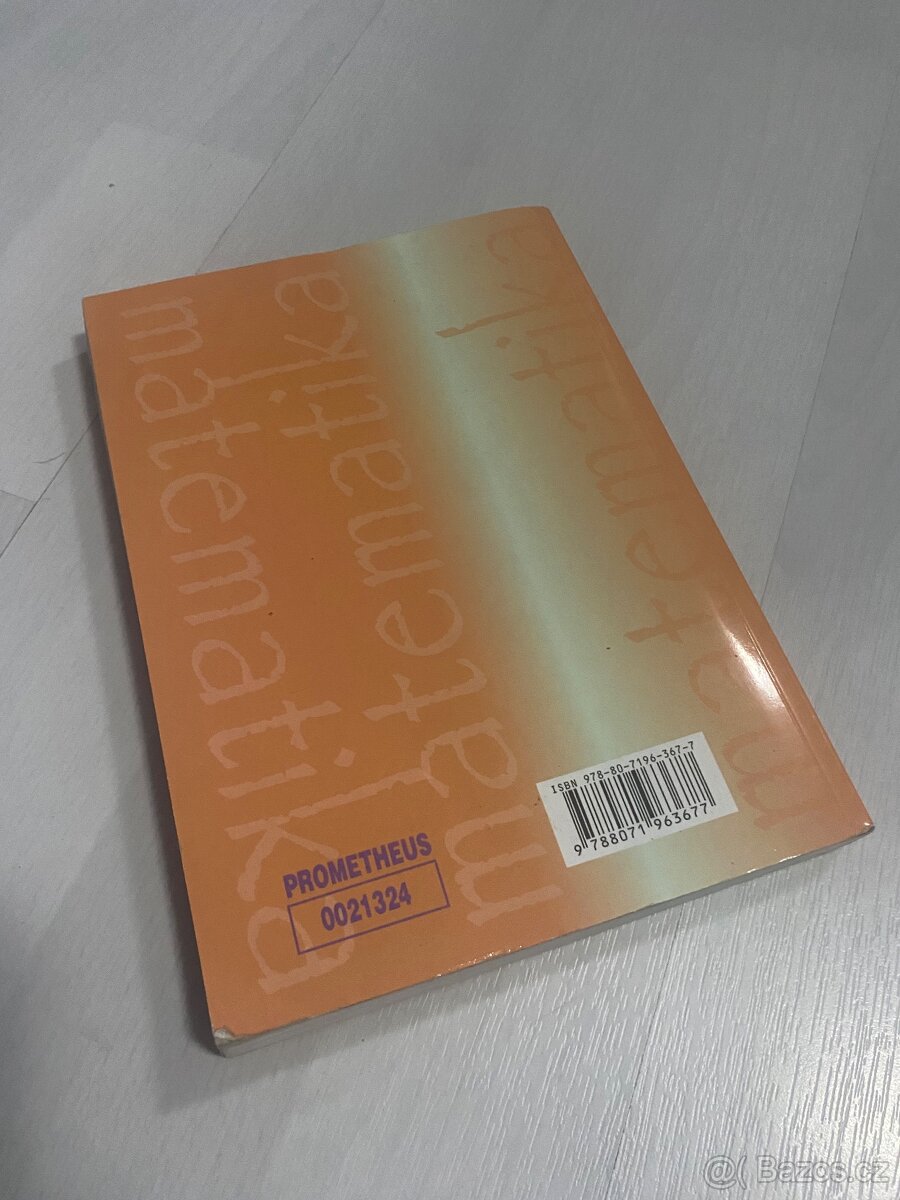 matematika
matematika
matematika
ISBN 978-80-7196-367-7
9 788071 963677
PROMETHEUS
0021324
@( Bazos.cz